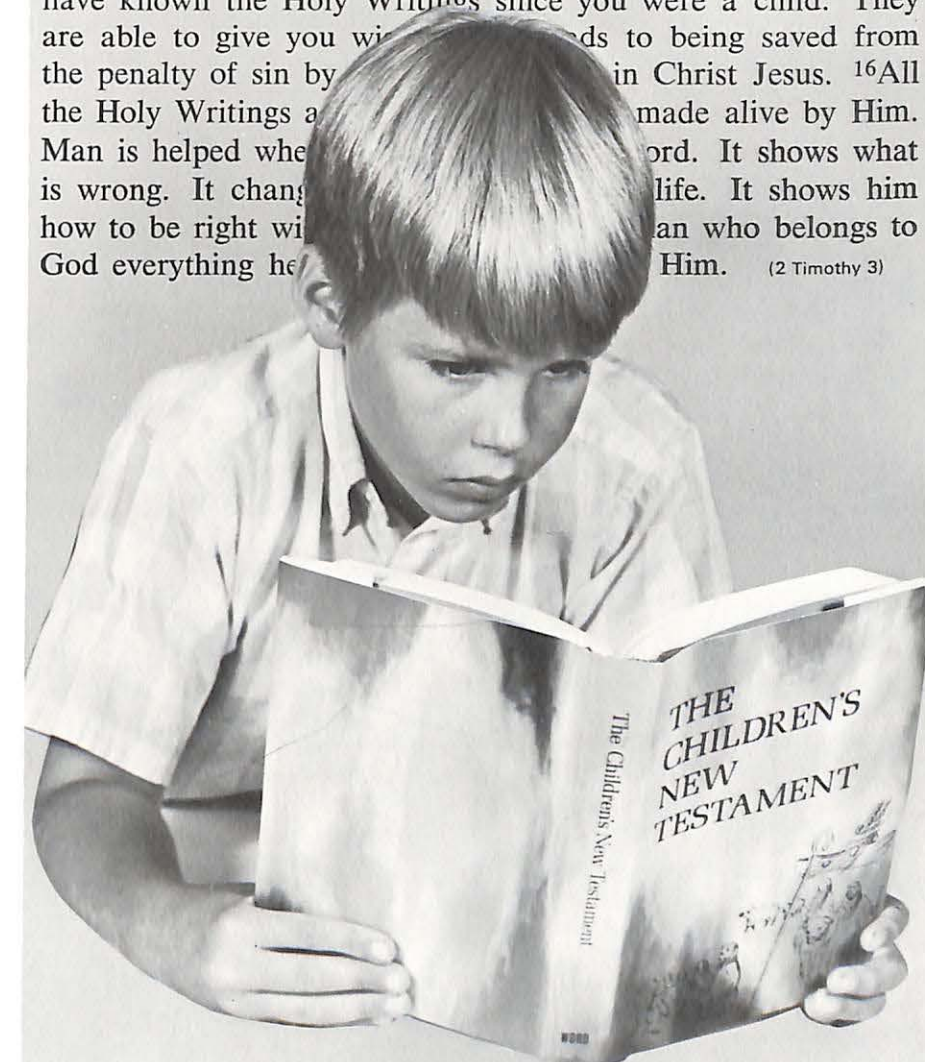 have known the Holy Writings since you were a child. They
are able to give you wi ds to being saved from
the penalty of sin by in Christ Jesus. 16All
the Holy Writings a made alive by Him.
Man is helped whe ord. It shows what
is wrong. It chang life. It shows him
how to be right wi an who belongs to
God everything he Him. (2 Timothy 3)
THE
CHILDREN'S
NEW
TESTAMENT
The Children's New Testament
WORD